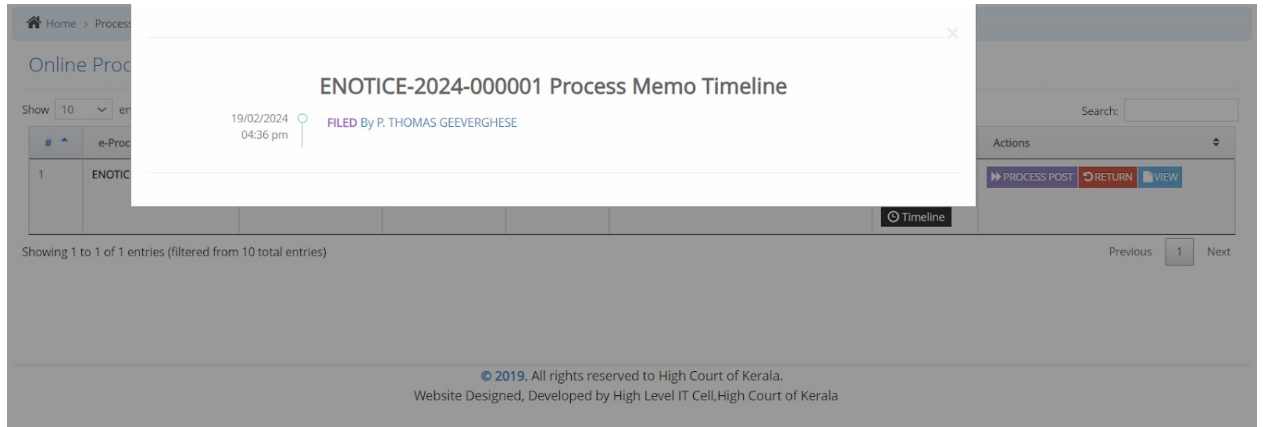 Home > Process
Online Proc
ENOTICE-2024-000001 Process Memo Timeline
19/02/2024
04:36 pm
FILED By P. THOMAS GEEVERGHESE
Show 10 en
Search:
# e-Proc Actions
1 ENOTIC PROCESS POST RETURN VIEW
Timeline
Showing 1 to 1 of 1 entries (filtered from 10 total entries)
Previous 1 Next
© 2019. All rights reserved to High Court of Kerala.
Website Designed, Developed by High Level IT Cell,High Court of Kerala